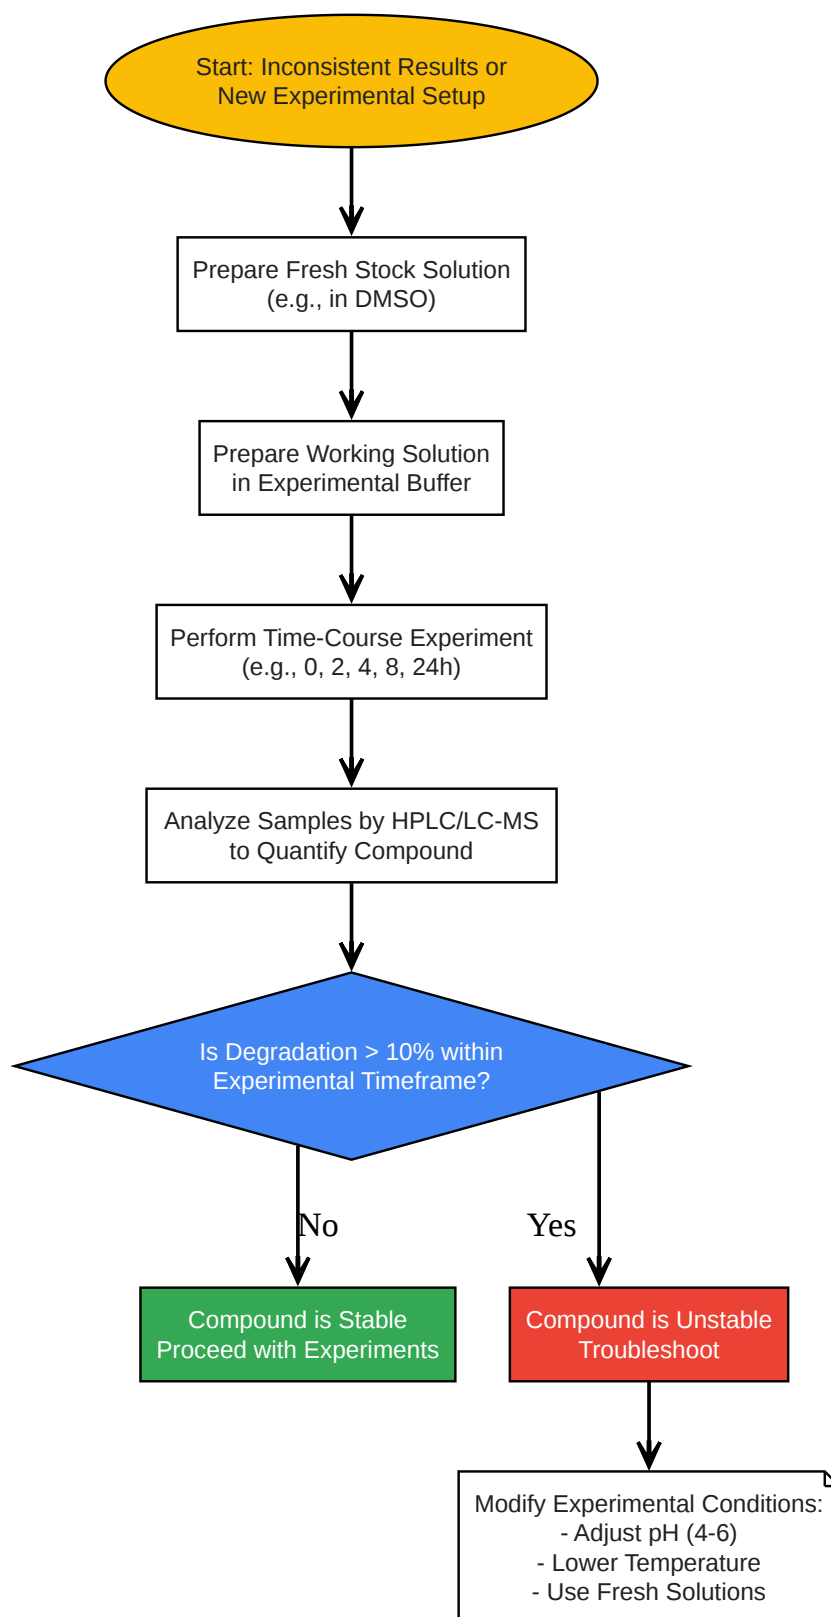 Start: Inconsistent Results or
New Experimental Setup
Prepare Fresh Stock Solution
(e.g., in DMSO)
Prepare Working Solution
in Experimental Buffer
Perform Time-Course Experiment
(e.g., 0, 2, 4, 8, 24h)
Analyze Samples by HPLC/LC-MS
to Quantify Compound
Is Degradation > 10% within
Experimental Timeframe?
No
Yes
Compound is Stable
Proceed with Experiments
Compound is Unstable
Troubleshoot
Modify Experimental Conditions:
- Adjust pH (4-6)
- Lower Temperature
- Use Fresh Solutions